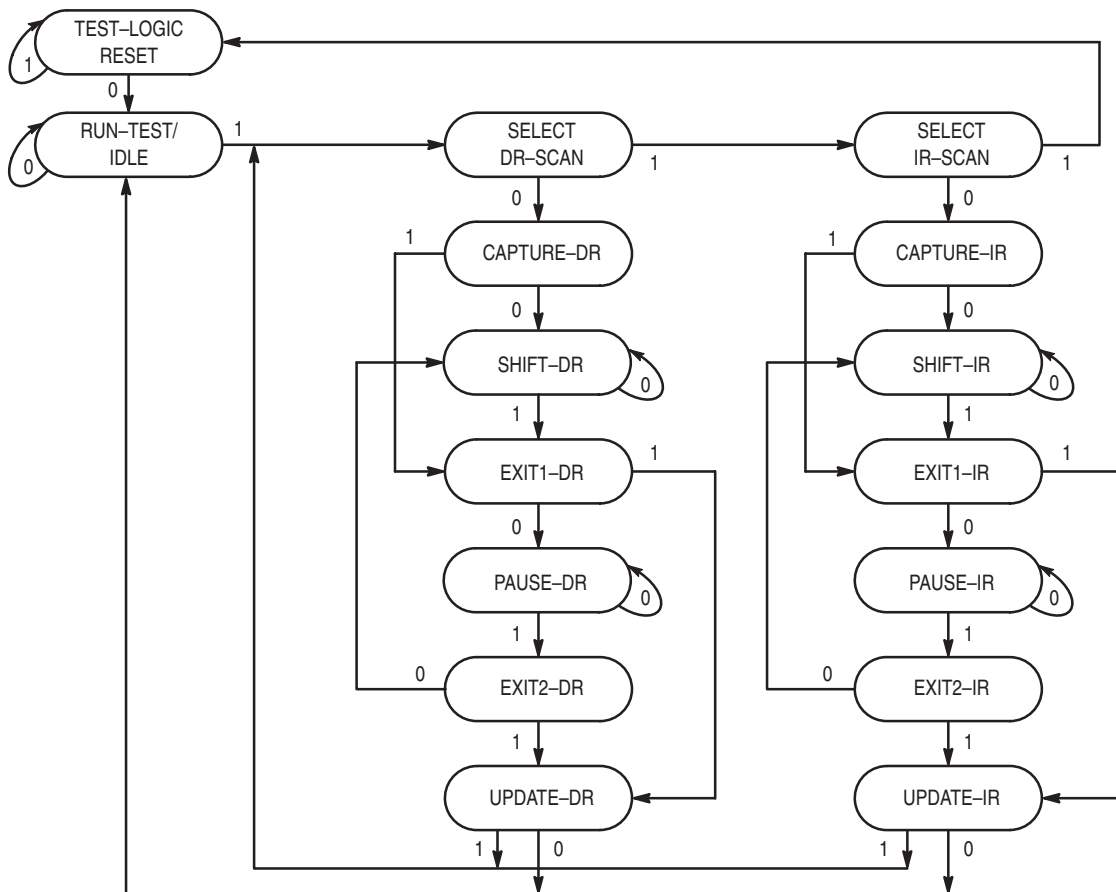 TEST–LOGIC
RESET
1
0
RUN–TEST/
IDLE
0
1
SELECT
DR–SCAN
1
SELECT
IR–SCAN
1
0
0
1
CAPTURE–DR
1
CAPTURE–IR
0
0
SHIFT–DR
0
SHIFT–IR
0
1
1
EXIT1–DR
1
EXIT1–IR
1
0
0
PAUSE–DR
0
PAUSE–IR
0
1
1
0
EXIT2–DR
0
EXIT2–IR
1
1
UPDATE–DR
UPDATE–IR
1
0
1
0